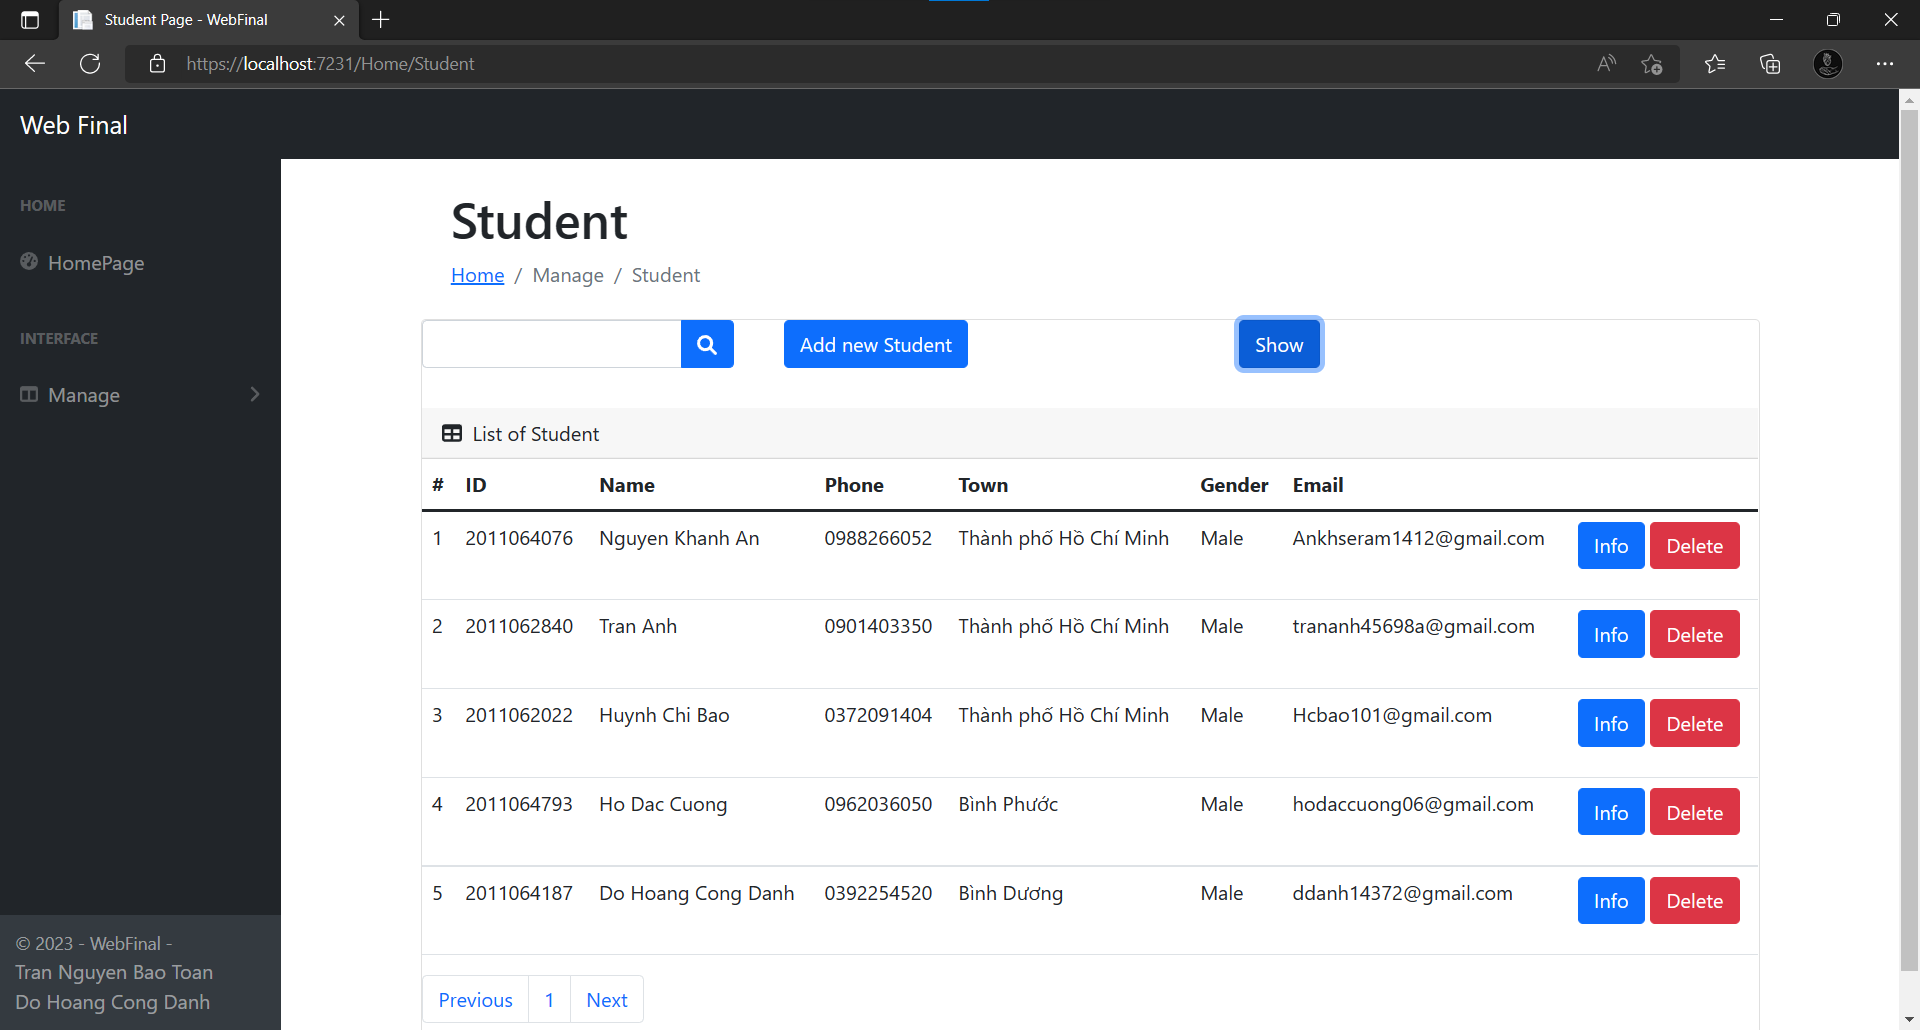 Student Page - WebFinal
https://localhost:7231/Home/Student
Web Final
HOME
HomePage
INTERFACE
Manage
© 2023 - WebFinal -
Tran Nguyen Bao Toan
Do Hoang Cong Danh
Student
Home / Manage / Student
Add new Student
Show
List of Student
# ID Name Phone Town Gender Email
1 2011064076 Nguyen Khanh An 0988266052 Thành phố Hồ Chí Minh Male Ankhseram1412@gmail.com Info Delete
2 2011062840 Tran Anh 0901403350 Thành phố Hồ Chí Minh Male trananh45698a@gmail.com Info Delete
3 2011062022 Huynh Chi Bao 0372091404 Thành phố Hồ Chí Minh Male Hcbao101@gmail.com Info Delete
4 2011064793 Ho Dac Cuong 0962036050 Bình Phước Male hodaccuong06@gmail.com Info Delete
5 2011064187 Do Hoang Cong Danh 0392254520 Bình Dương Male ddanh14372@gmail.com Info Delete
Previous 1 Next